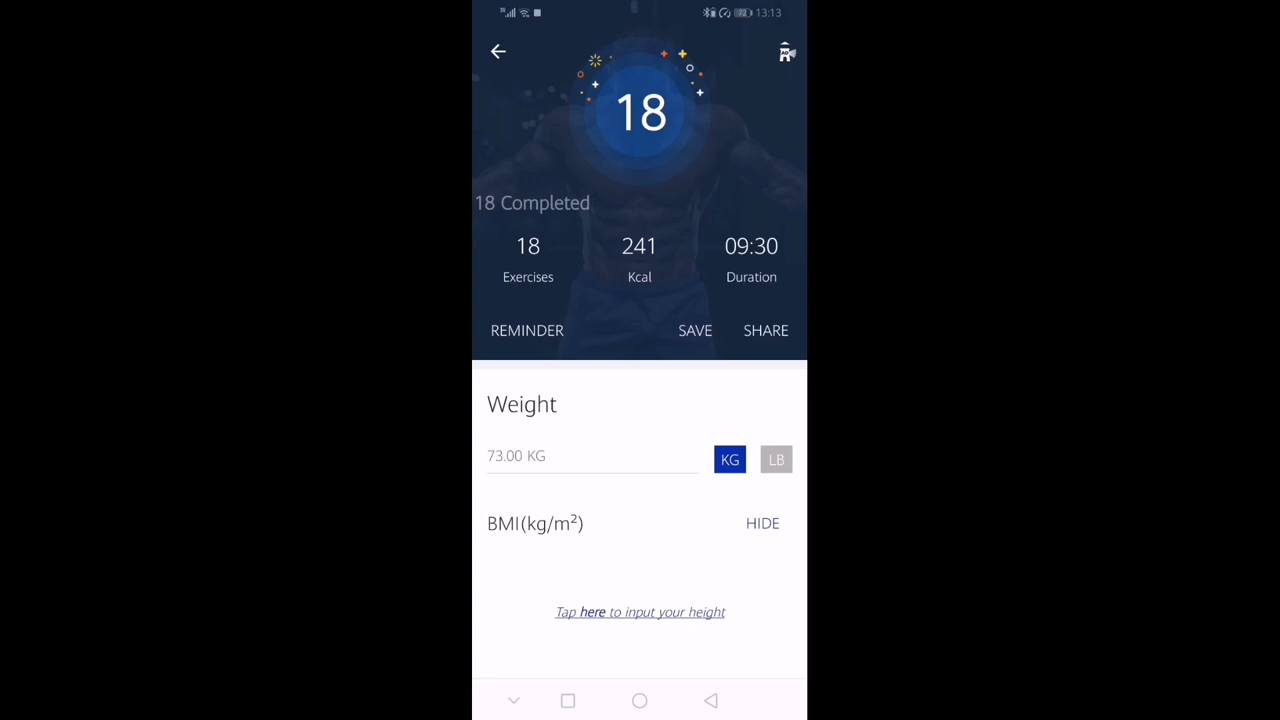 13:13
18
18 Completed
18 241 09:30
Exercises Kcal Duration
REMINDER SAVE SHARE
Weight
73.00 KG KG LB
BMI(kg/m²) HIDE
Tap here to input your height